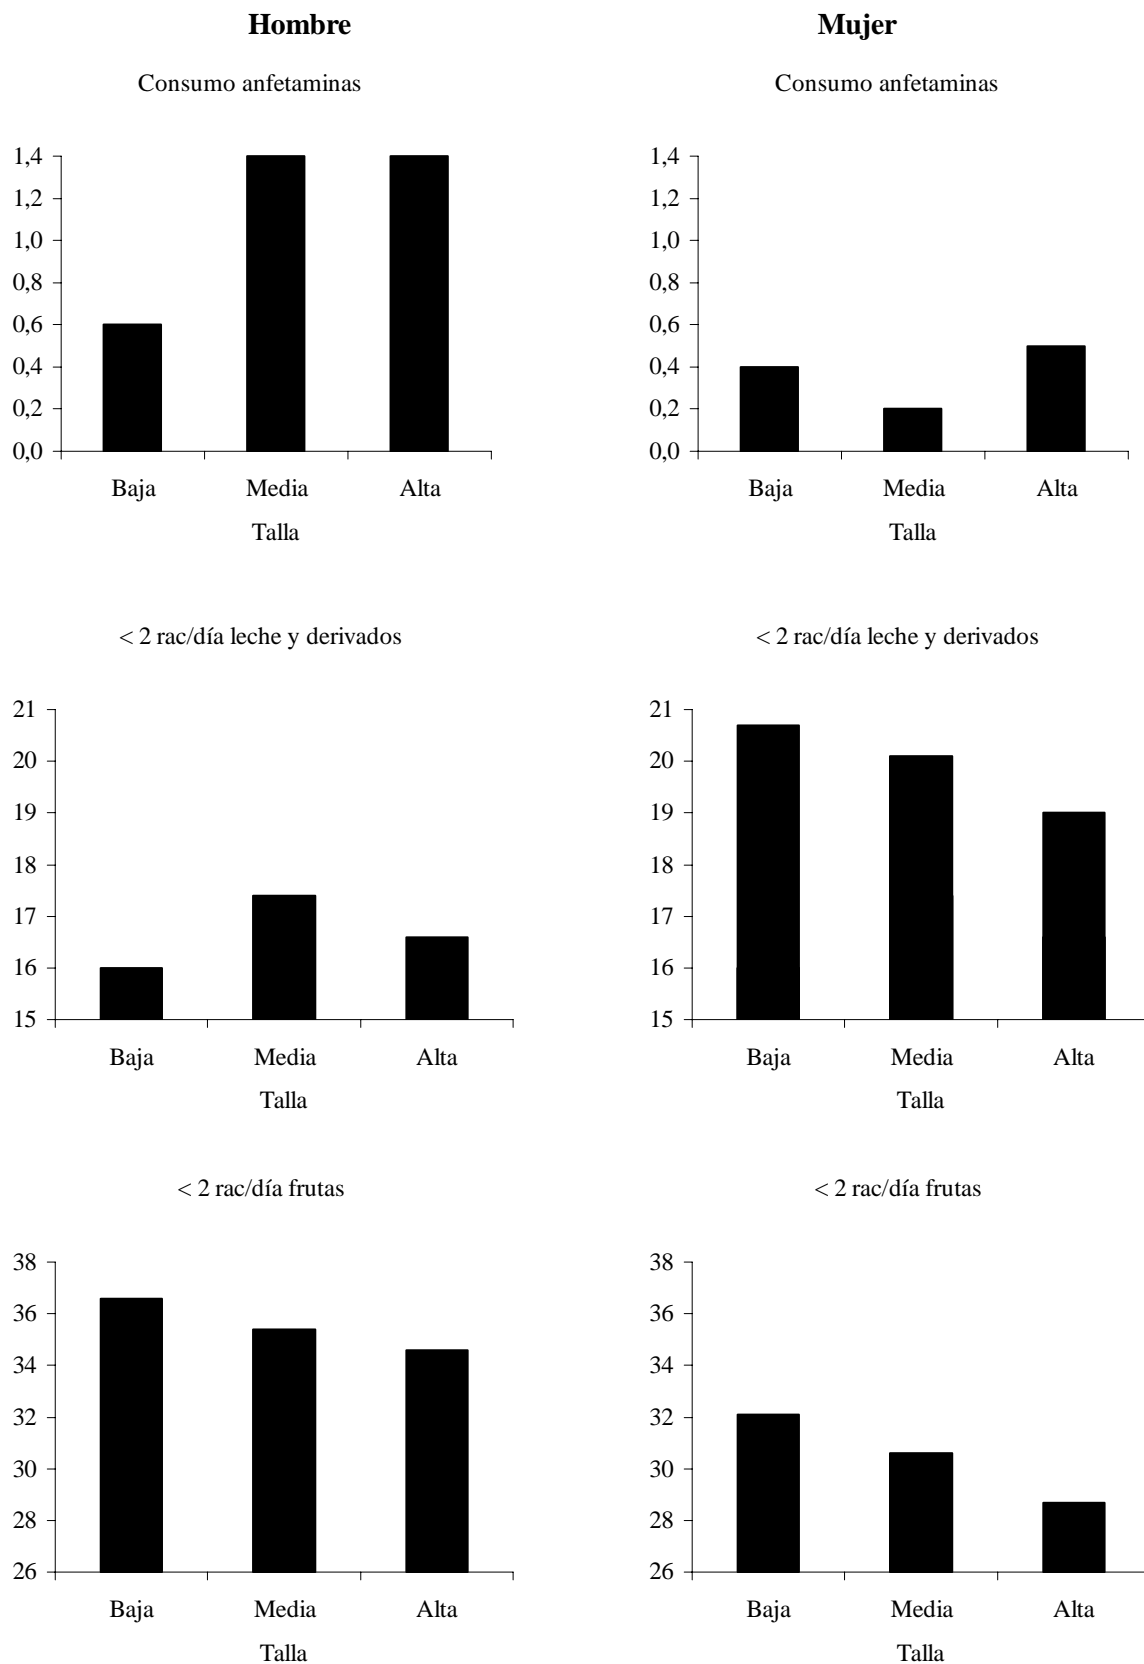 Hombre
Mujer
Consumo anfetaminas
1,4
1,2
1,0
0,8
0,6
0,4
0,2
0,0
Baja Media Alta
Talla
Consumo anfetaminas
1,4
1,2
1,0
0,8
0,6
0,4
0,2
0,0
Baja Media Alta
Talla
< 2 rac/día leche y derivados
21
20
19
18
17
16
15
Baja Media Alta
Talla
< 2 rac/día leche y derivados
21
20
19
18
17
16
15
Baja Media Alta
Talla
< 2 rac/día frutas
38
36
34
32
30
28
26
Baja Media Alta
Talla
< 2 rac/día frutas
38
36
34
32
30
28
26
Baja Media Alta
Talla